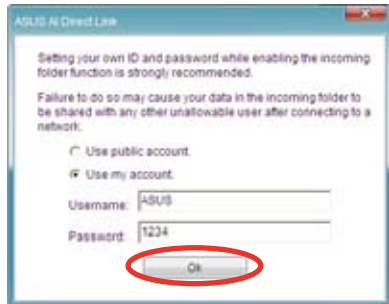 ASUS AI Direct Link
Setting your own ID and password while enabling the incoming
folder function is strongly recommended.
Failure to do so may cause your data in the incoming folder to
be shared with any other unallowable user after connecting to a
network.
Use public account.
Use my account.
Username: ASUS
Password: 1234
Ok